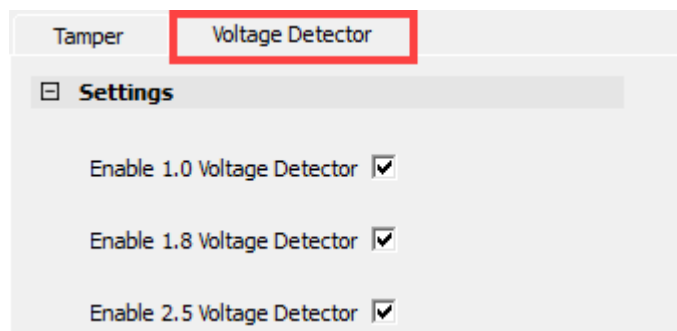 Tamper Voltage Detector
Settings
Enable 1.0 Voltage Detector
Enable 1.8 Voltage Detector
Enable 2.5 Voltage Detector